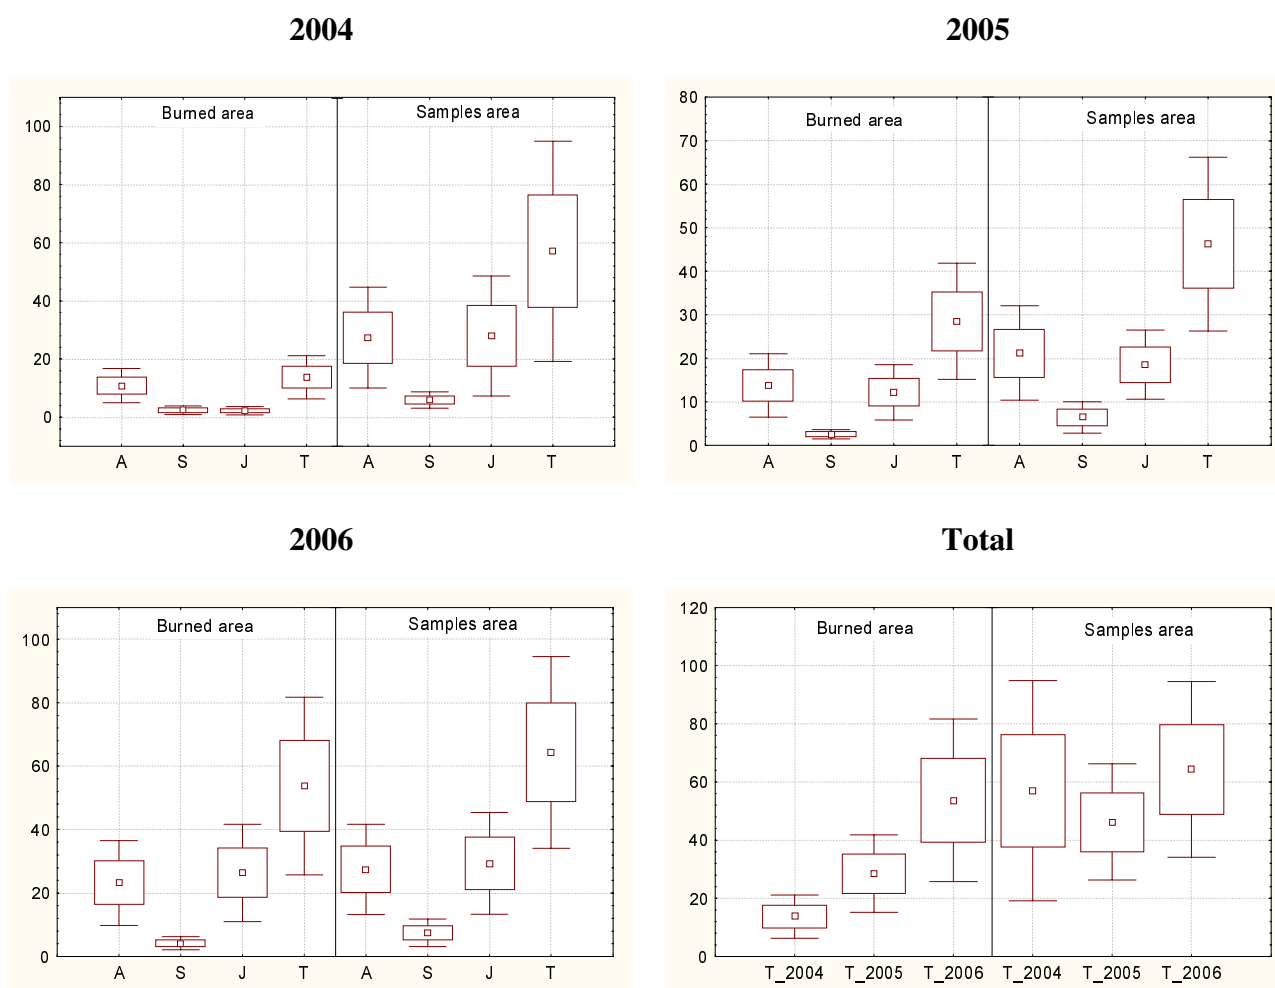 2004
2005
Burned area
Samples area
100
80
60
40
20
0
A S J T A S J T
Burned area
Samples area
80
70
60
50
40
30
20
10
0
A S J T A S J T
2006
Total
Burned area
Samples area
100
80
60
40
20
0
A S J T A S J T
Burned area
Samples area
120
100
80
60
40
20
0
T_2004 T_2005 T_2006 T_2004 T_2005 T_2006